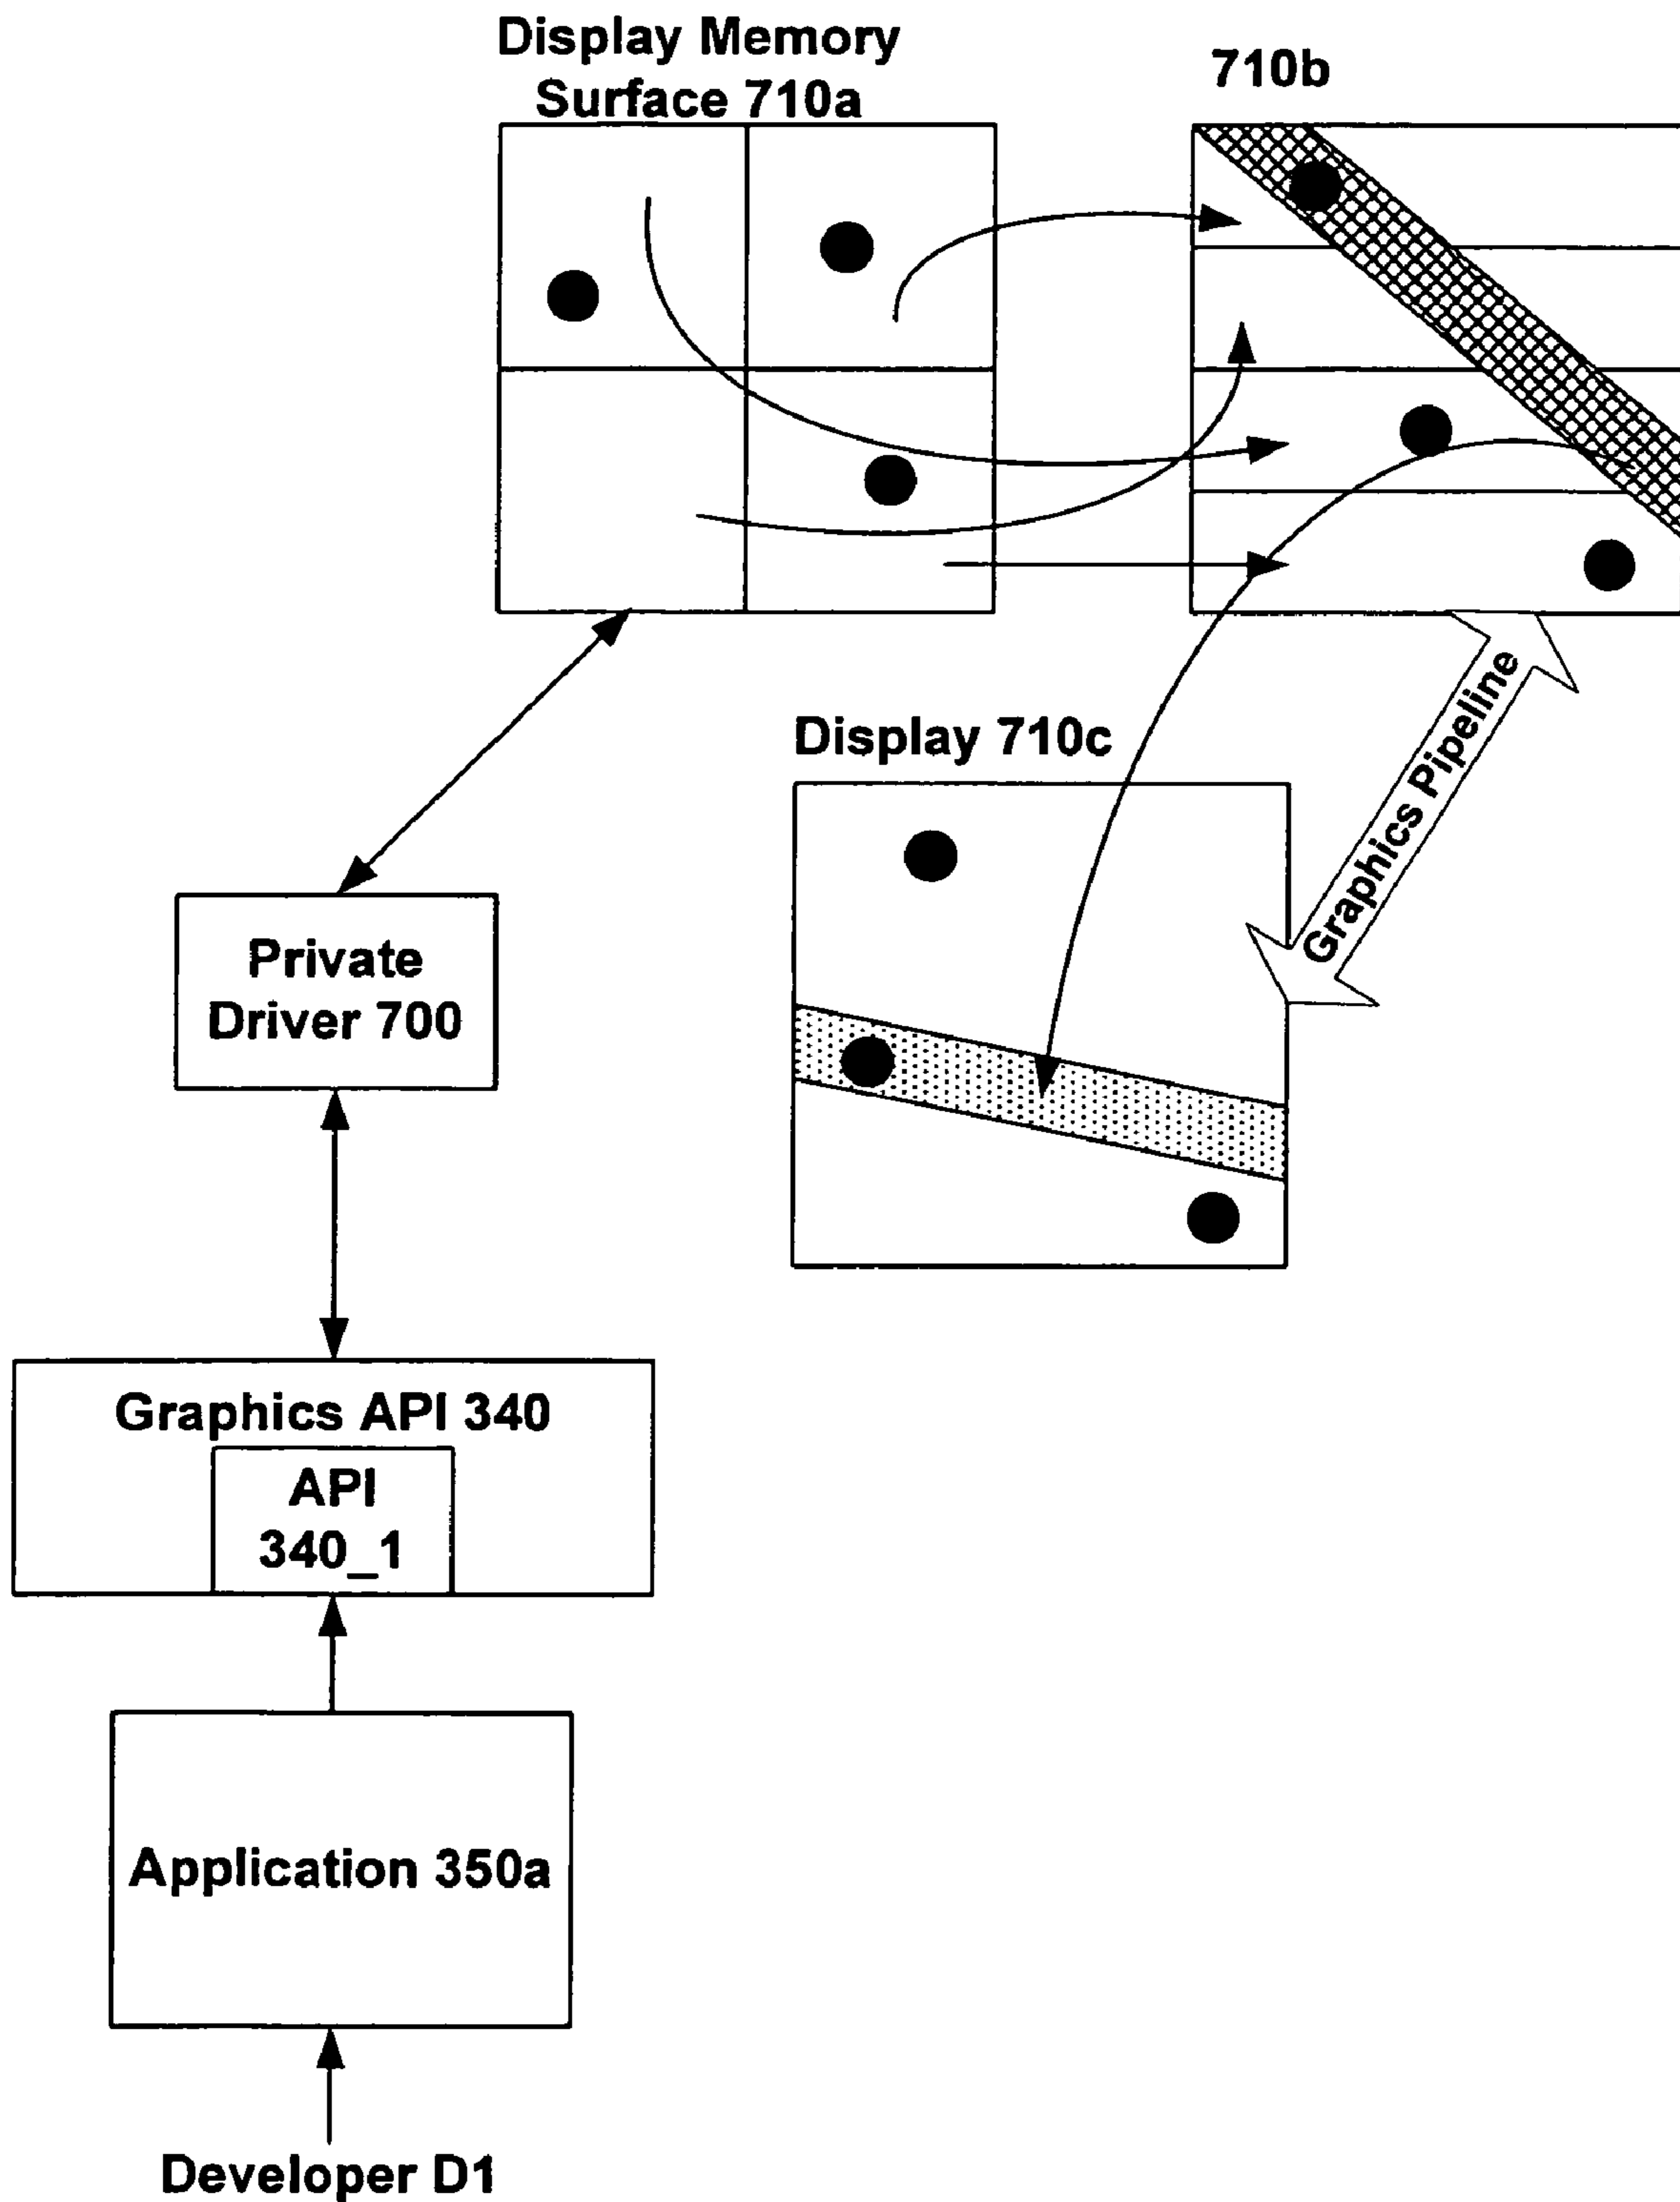 Display Memory
Surface 710a
710b
Display 710c
Graphics Pipeline
Private
Driver 700
Graphics API 340
API
340_1
Application 350a
Developer D1